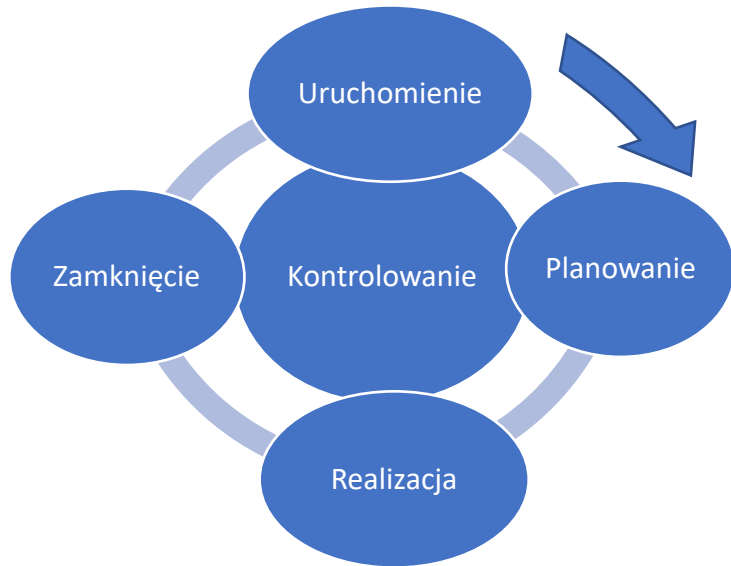 Uruchomienie
Zamknięcie
Kontrolowanie
Planowanie
Realizacja